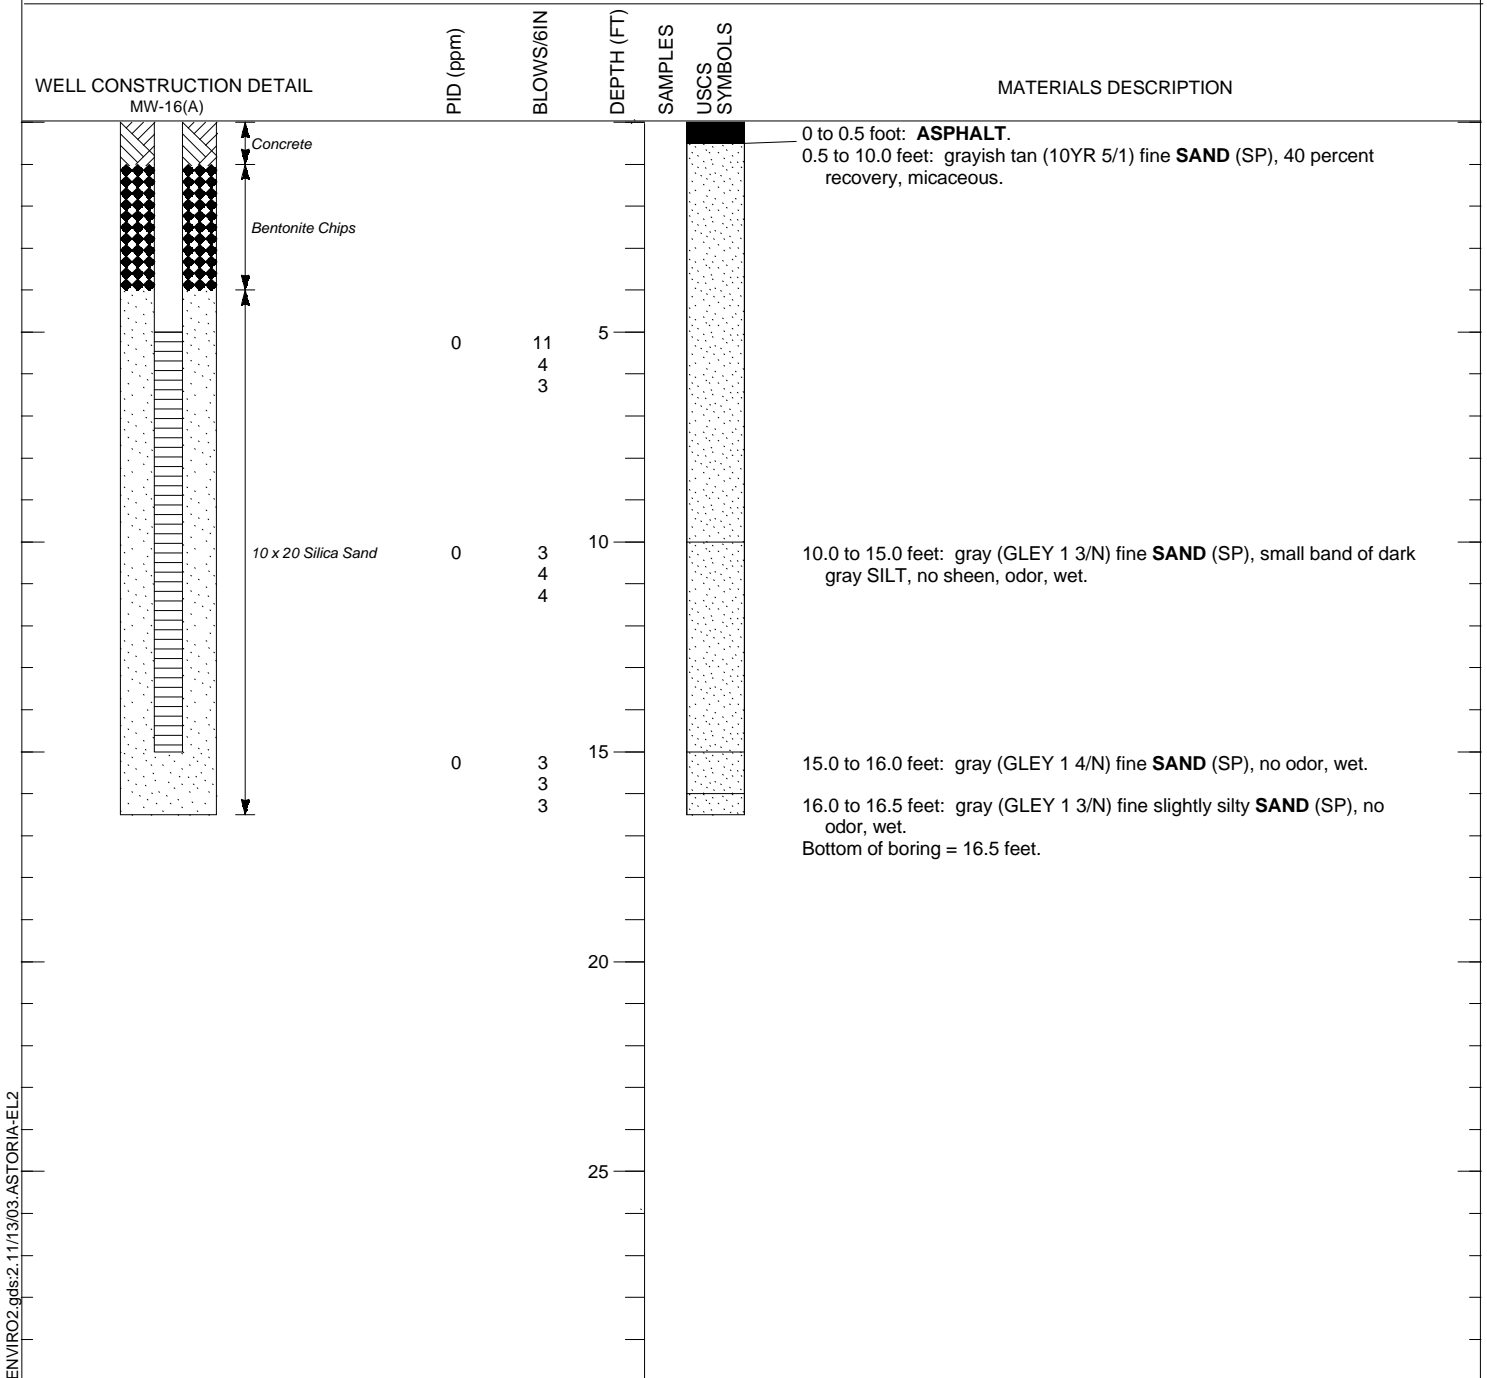 WELL CONSTRUCTION DETAIL
MW-16(A)
PID (ppm)
BLOWS/6IN
DEPTH (FT)
SAMPLES
USCS
SYMBOLS
MATERIALS DESCRIPTION
Concrete
Bentonite Chips
10 x 20 Silica Sand
0 11
4
3
0 3
4
4
0 3
3
3
5
10
15
20
25
0 to 0.5 foot: ASPHALT.
0.5 to 10.0 feet: grayish tan (10YR 5/1) fine SAND (SP), 40 percent
recovery, micaceous.
10.0 to 15.0 feet: gray (GLEY 1 3/N) fine SAND (SP), small band of dark
gray SILT, no sheen, odor, wet.
15.0 to 16.0 feet: gray (GLEY 1 4/N) fine SAND (SP), no odor, wet.
16.0 to 16.5 feet: gray (GLEY 1 3/N) fine slightly silty SAND (SP), no
odor, wet.
Bottom of boring = 16.5 feet.
ENVIRO2.gds:2.11/13/03.ASTORIA-EL2